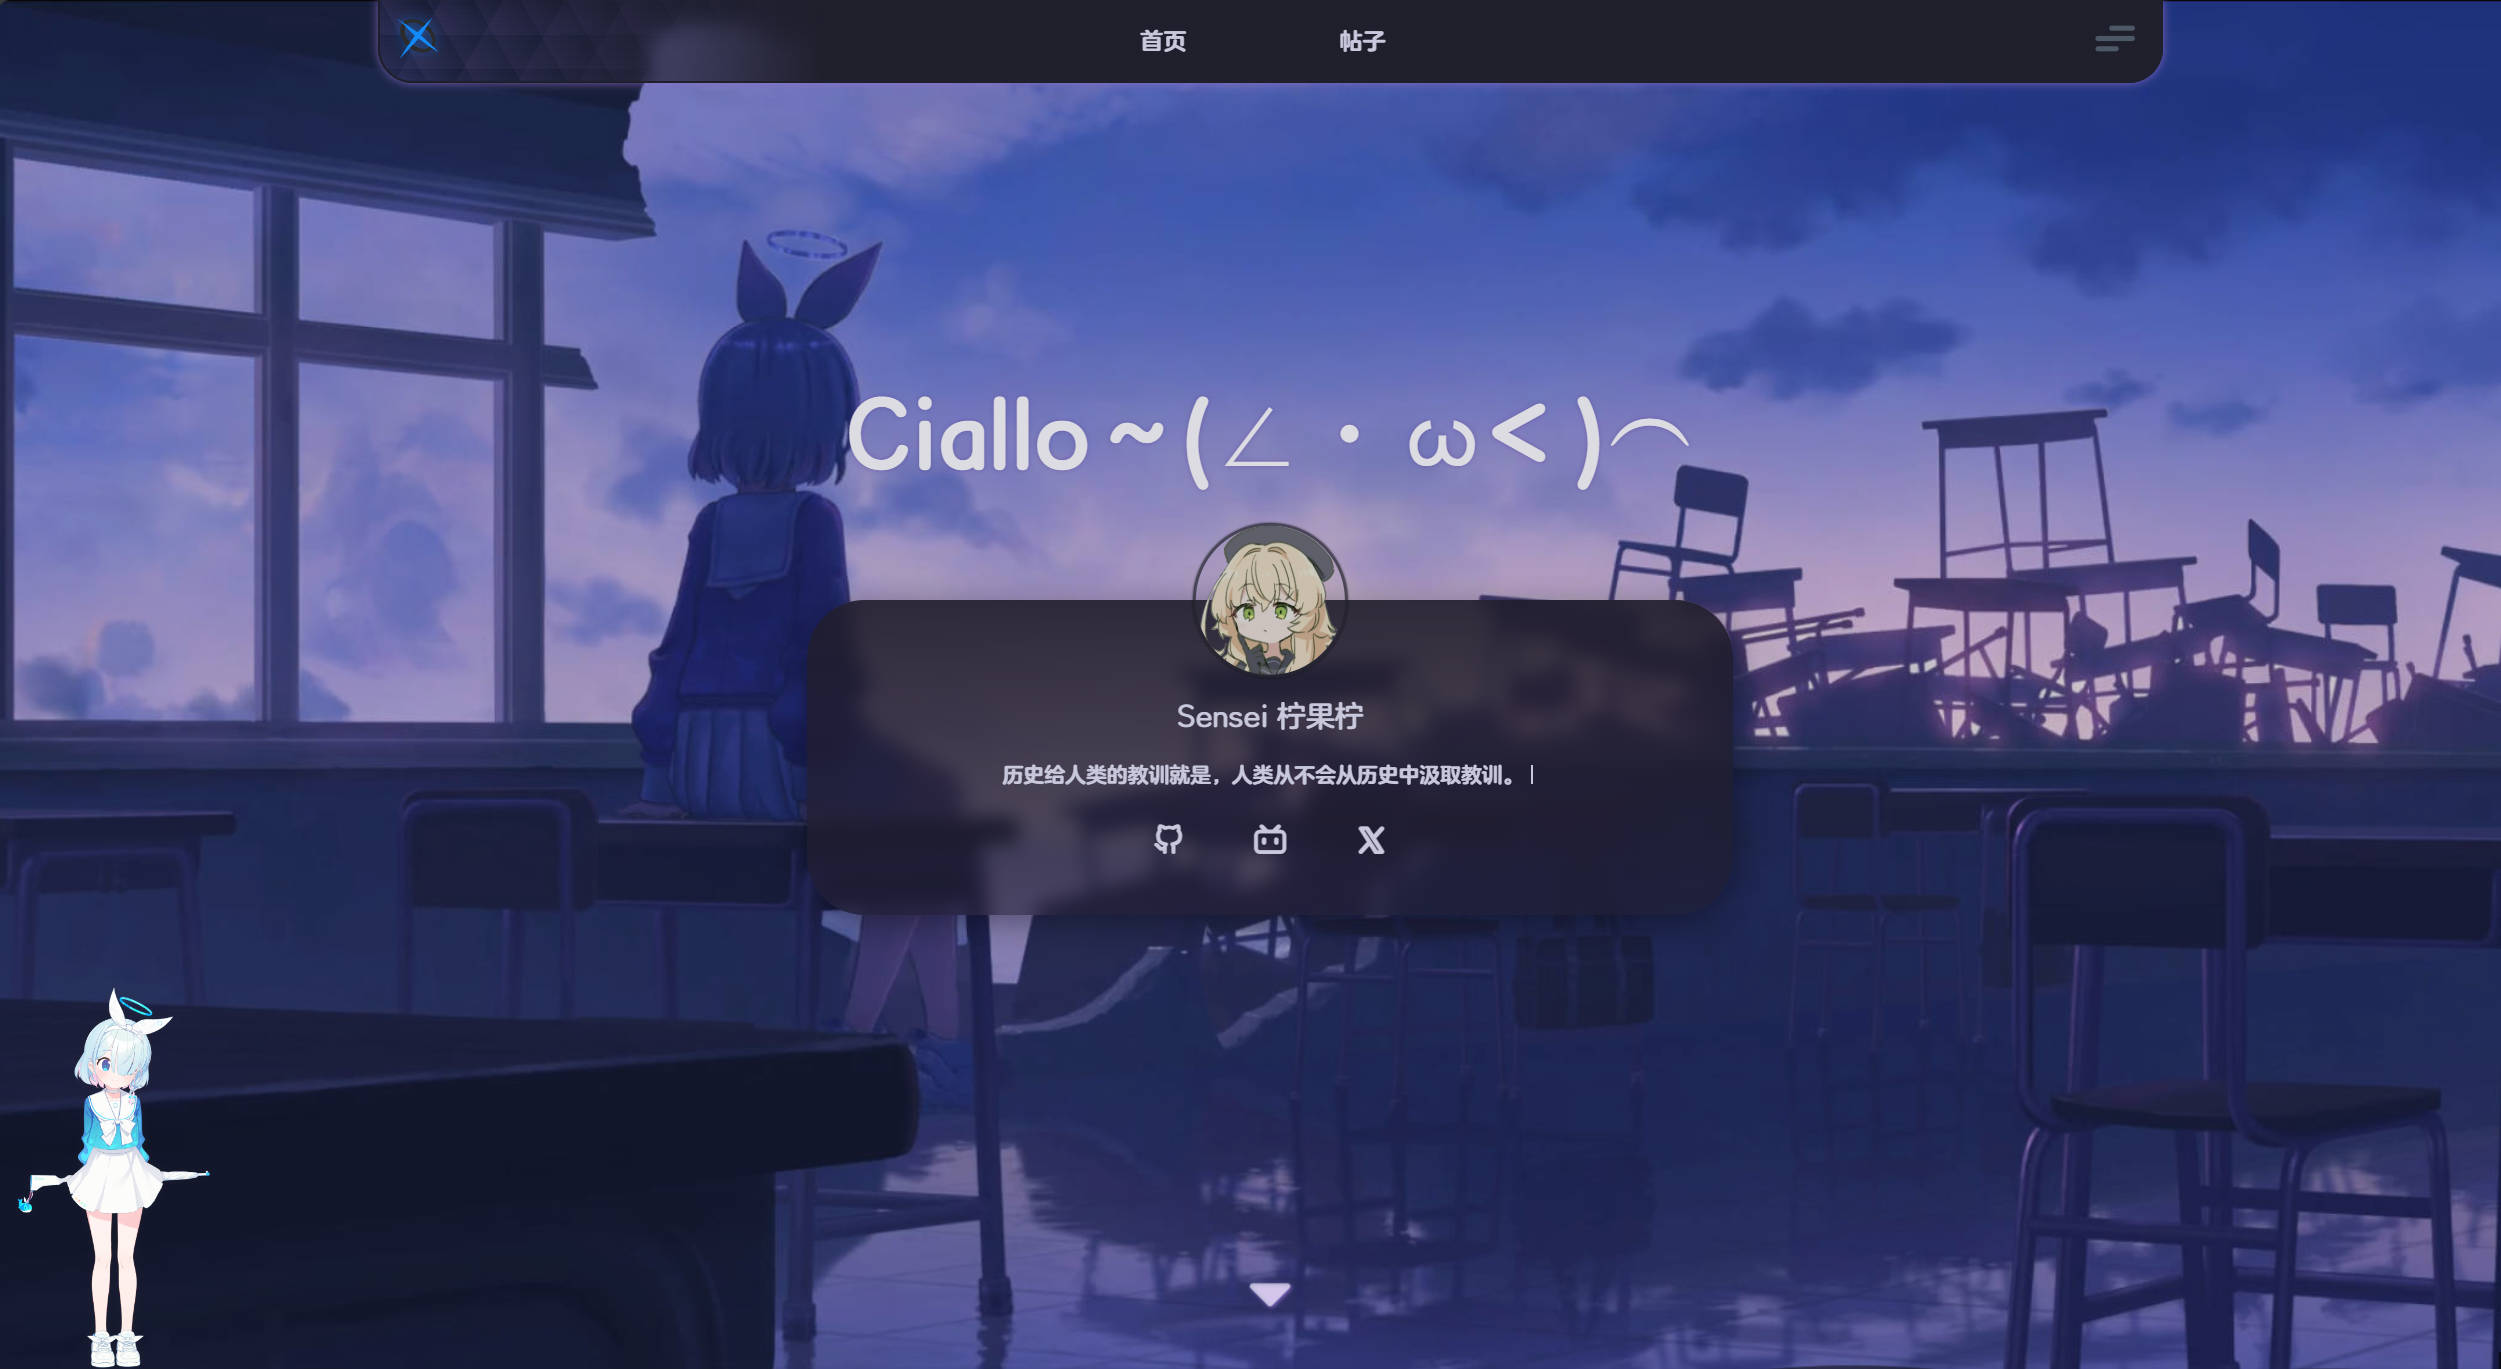 首页
帖子
Ciallo～(∠・ω< )⌒
Sensei 柠果柠
历史给人类的教训就是，人类从不会从历史中汲取教训。